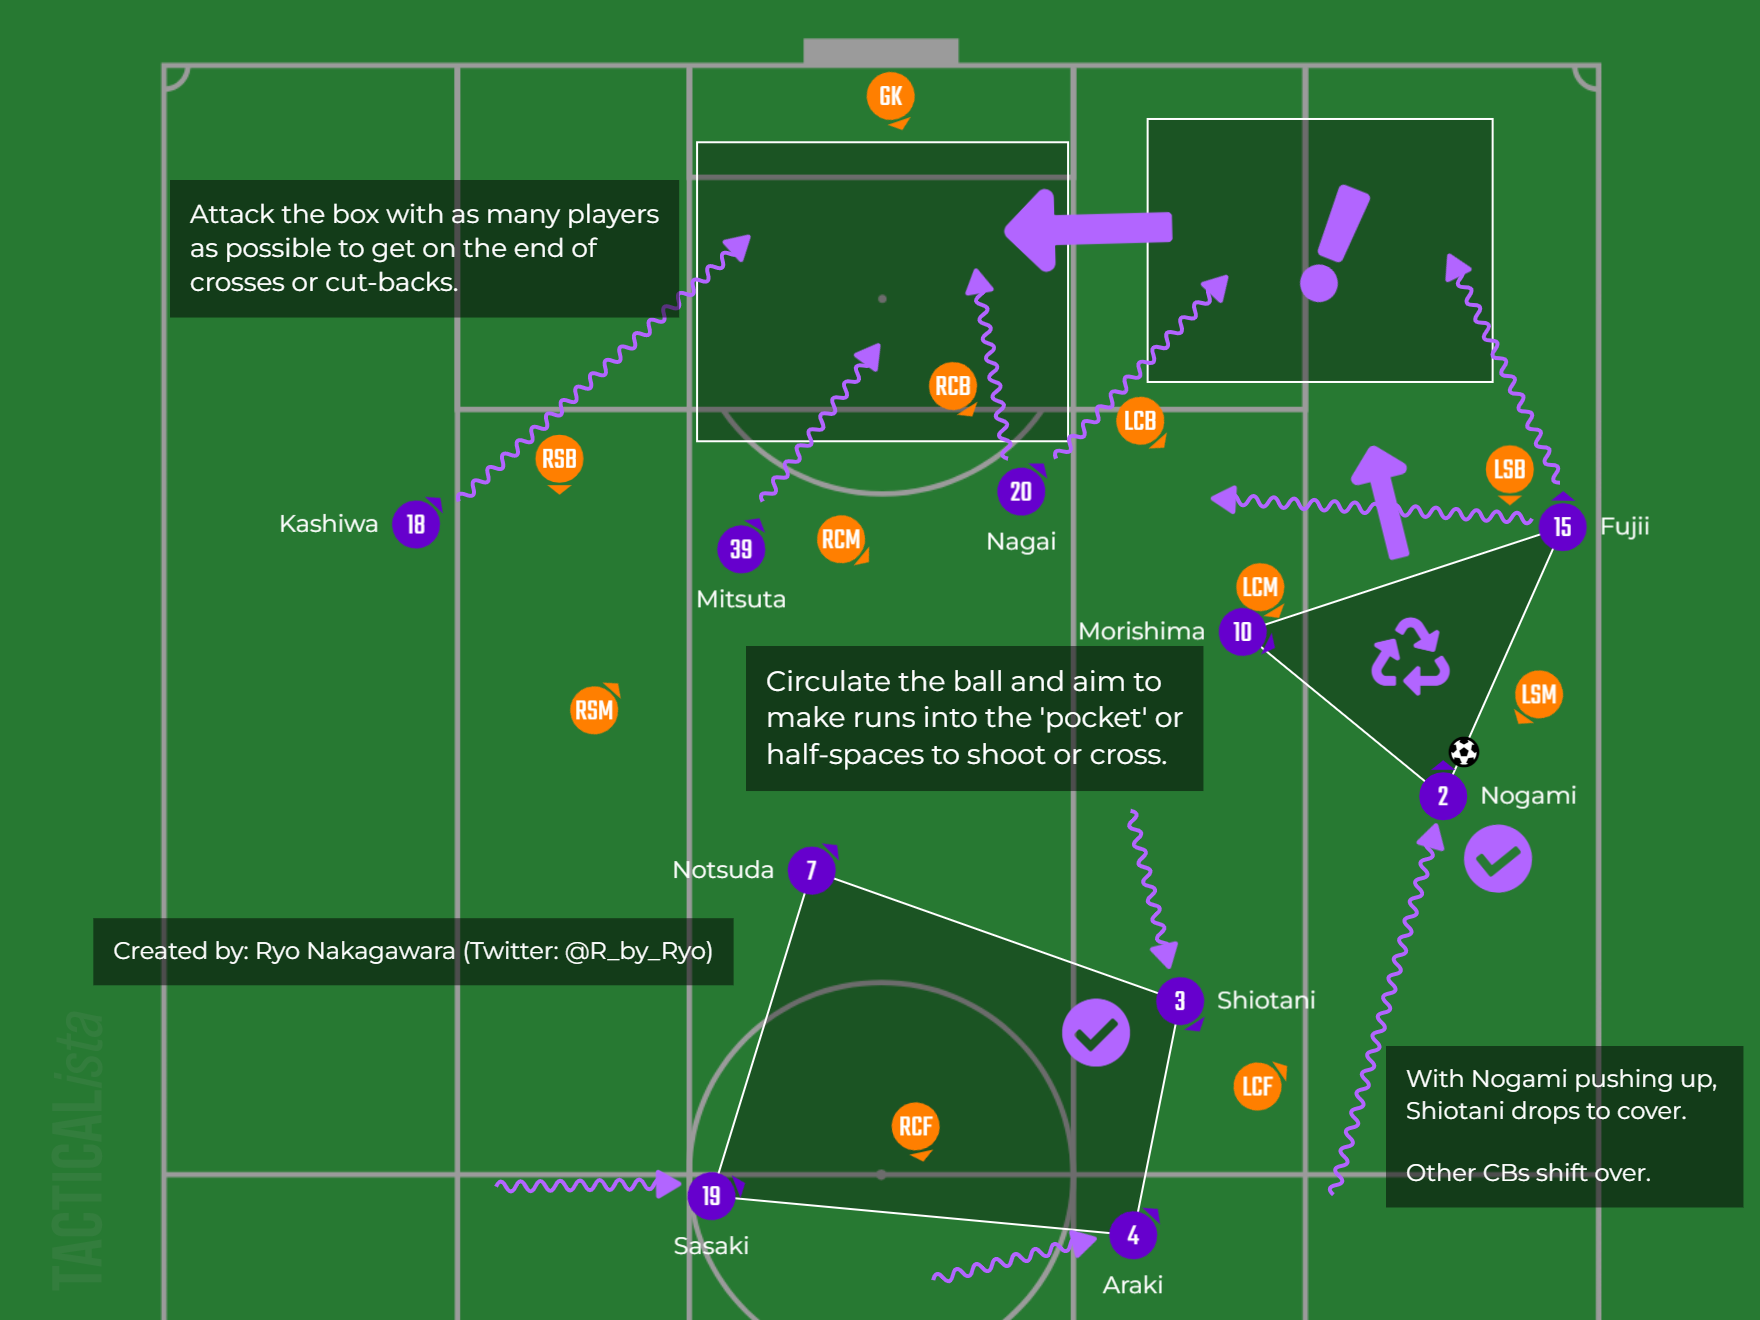 GK
Attack the box with as many players
as possible to get on the end of
crosses or cut-backs.
RCB
LCB
RSB
LSB
20
Nagai
18
Kashiwa
15
Fujii
39
Mitsuta
RCM
LCM
10
Morishima
Circulate the ball and aim to
make runs into the 'pocket' or
half-spaces to shoot or cross.
RSM
LSM
2
Nogami
7
Notsuda
Created by: Ryo Nakagawara (Twitter: @R_by_Ryo)
3
Shiotani
LCF
RCF
With Nogami pushing up,
Shiotani drops to cover.
Other CBs shift over.
19
Sasaki
4
Araki
TACTICALista